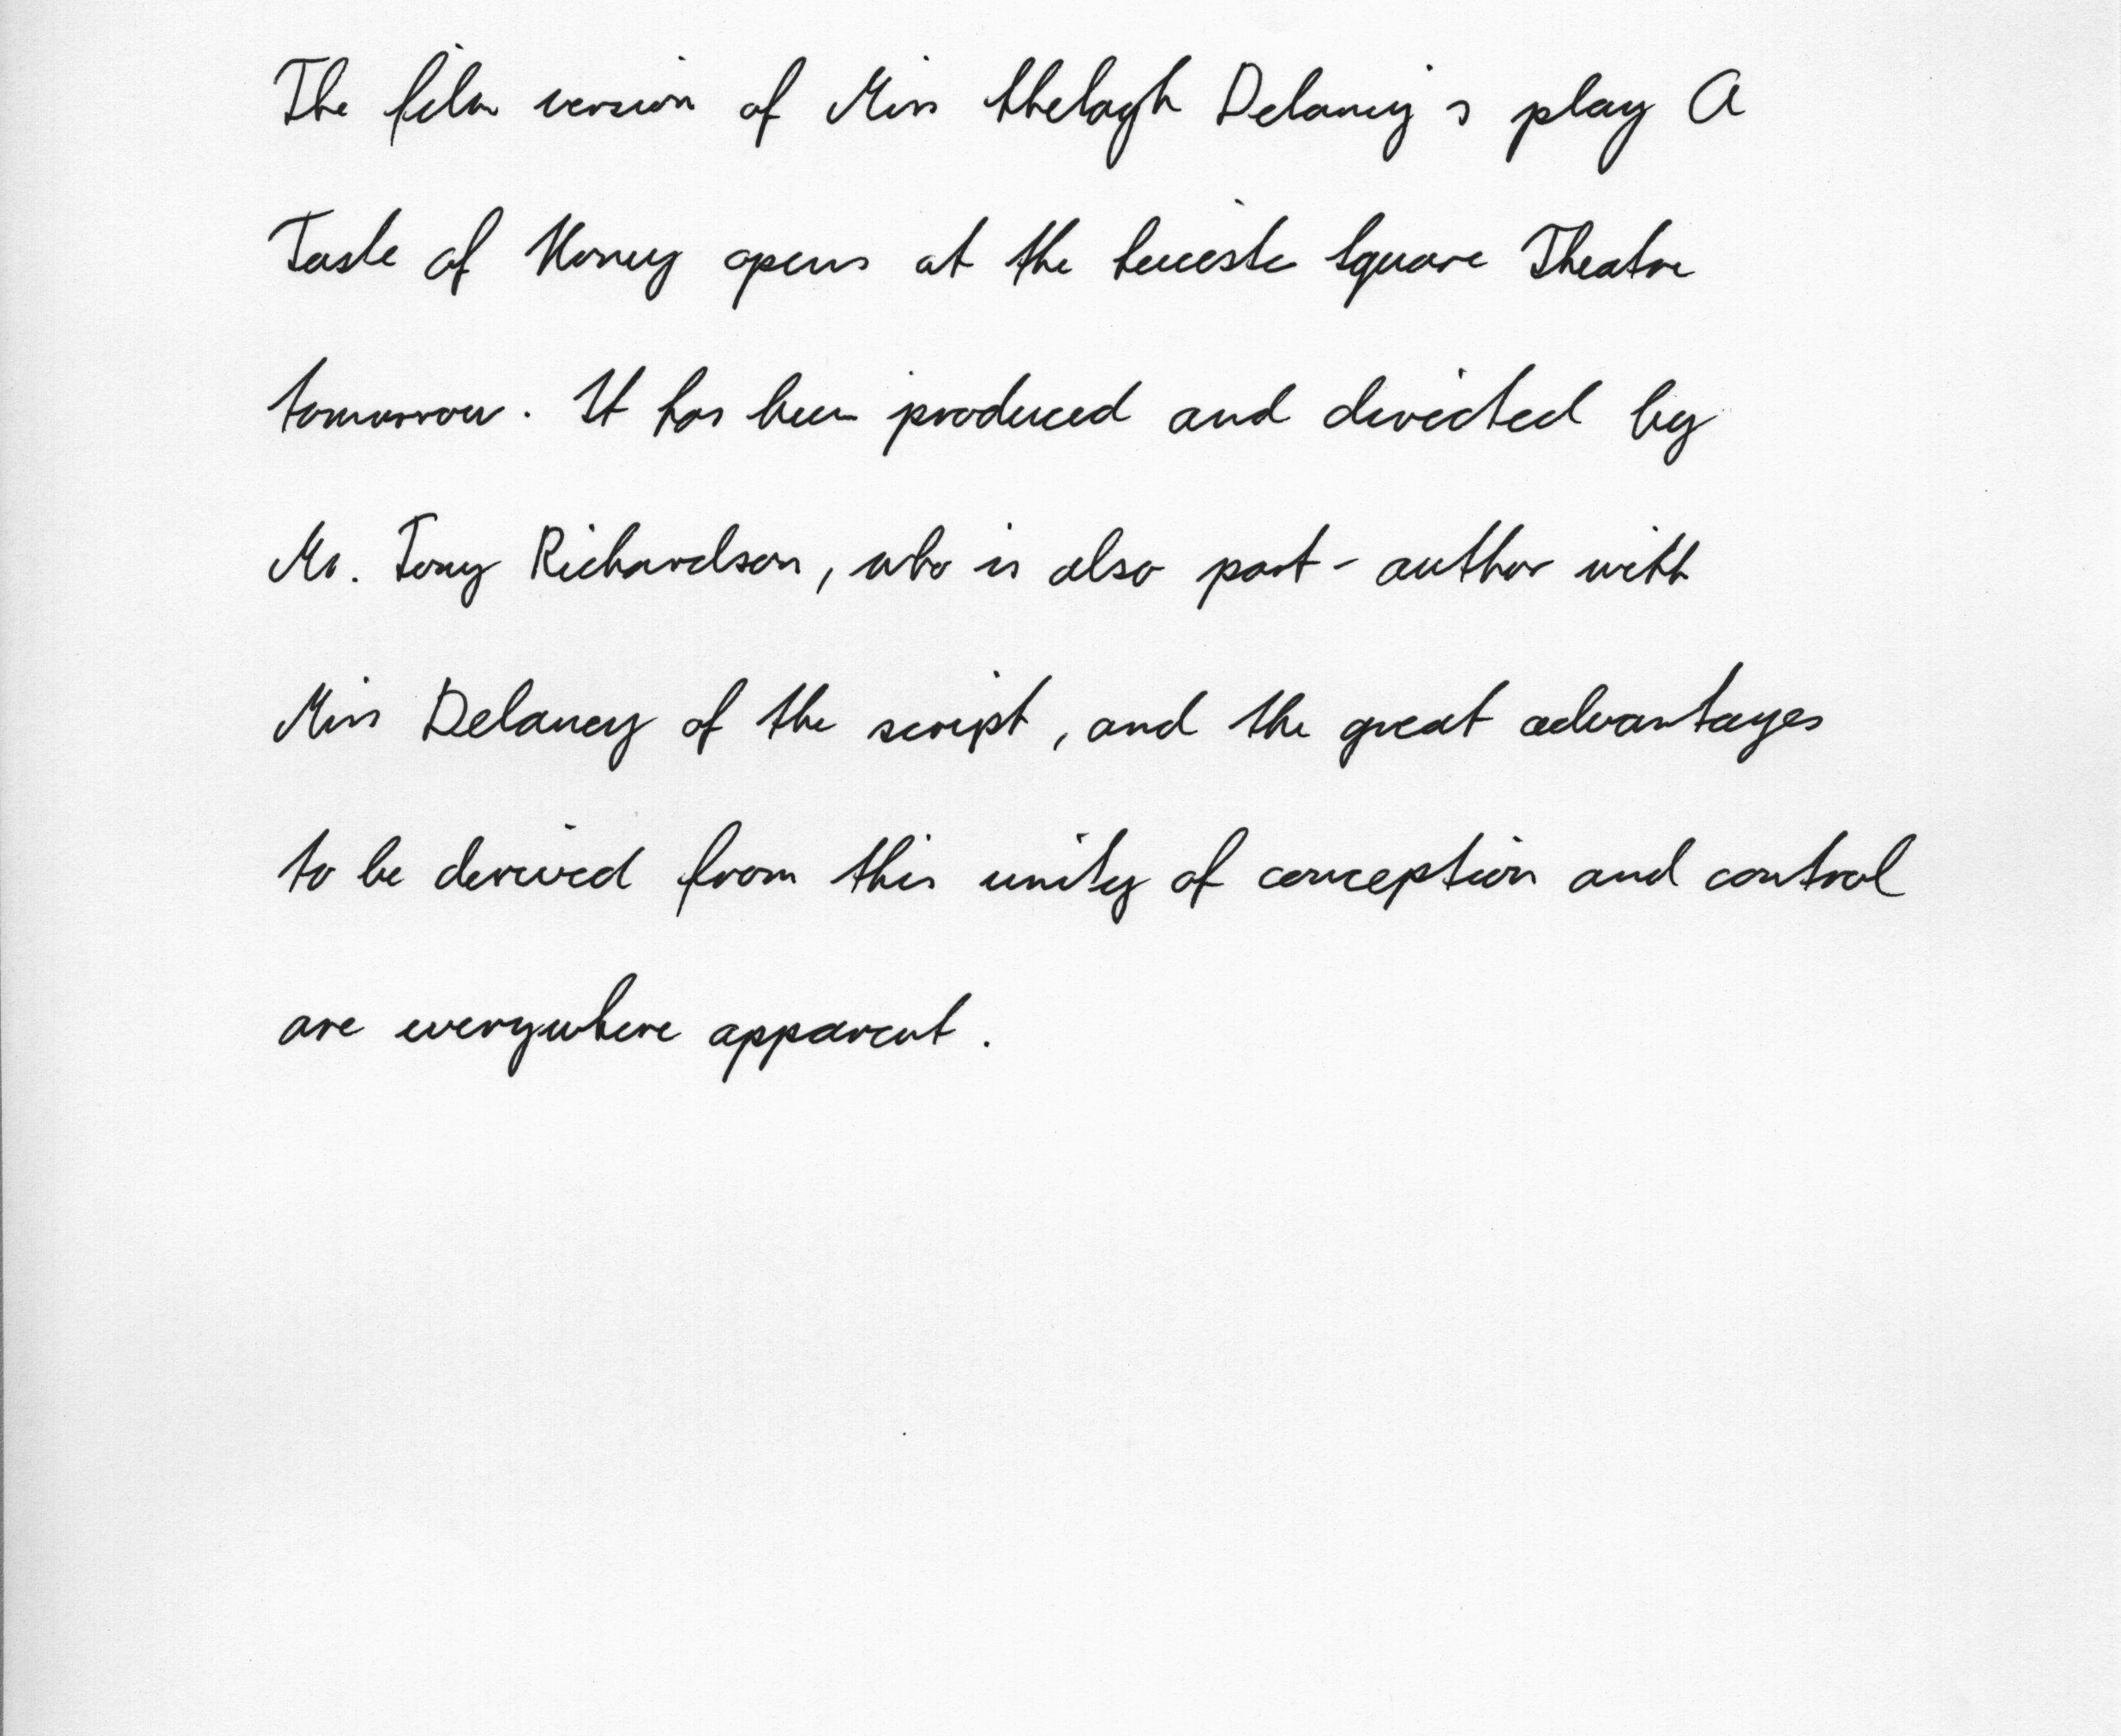 The film version of Miss Shelagh Delaney's play A
Taste of Honey opens at the Leicester Square Theatre
tomorrow. It has been produced and directed by
Mr. Tony Richardson, who is also part-author with
Miss Delaney of the script, and the great advantages
to be derived from this unity of conception and control
are everywhere apparent.